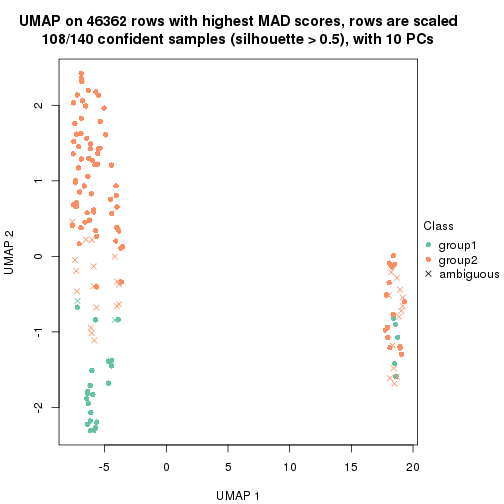 UMAP on 46362 rows with highest MAD scores, rows are scaled
108/140 confident samples (silhouette > 0.5), with 10 PCs
2
1
0
-1
-2
UMAP 2
-5
0
5
10
15
20
UMAP 1
Class
group1
group2
ambiguous